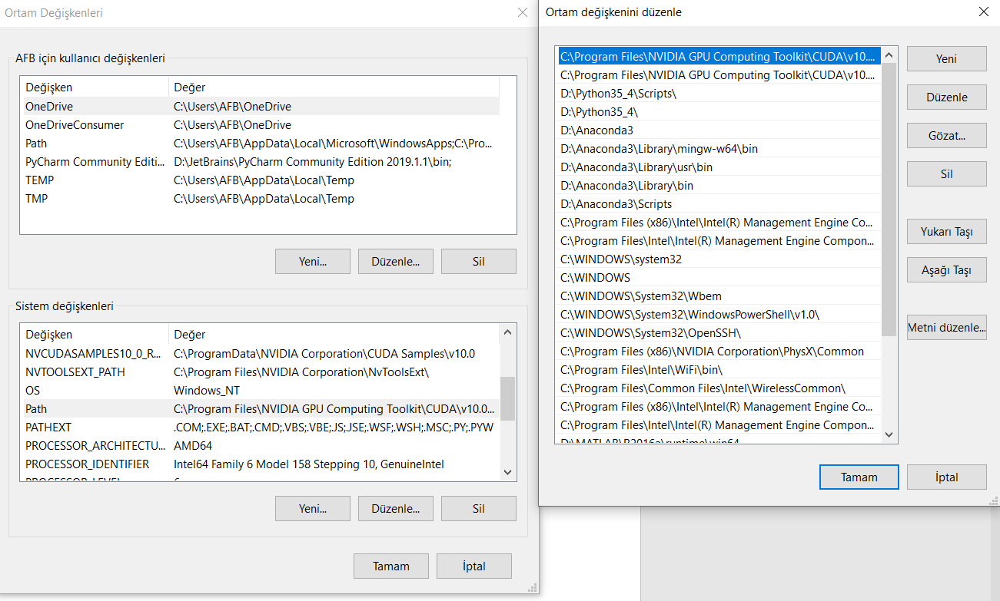 Ortam Değişkenleri
AFB için kullanıcı değişkenleri
Değişken Değer
OneDrive C:\Users\AFB\OneDrive
OneDriveConsumer C:\Users\AFB\OneDrive
Path C:\Users\AFB\AppData\Local\Microsoft\WindowsApps;C:\Pro...
PyCharm Community Editi... D:\JetBrains\PyCharm Community Edition 2019.1.1\bin;
TEMP C:\Users\AFB\AppData\Local\Temp
TMP C:\Users\AFB\AppData\Local\Temp
Yeni... Düzenle... Sil
Sistem değişkenleri
Değişken Değer
NVCUDASAMPLES10_0_R... C:\ProgramData\NVIDIA Corporation\CUDA Samples\v10.0
NVTOOLSEXT_PATH C:\Program Files\NVIDIA Corporation\NvToolsExt\
OS Windows_NT
Path C:\Program Files\NVIDIA GPU Computing Toolkit\CUDA\v10.0...
PATHEXT .COM;.EXE;.BAT;.CMD;.VBS;.VBE;.JS;.JSE;.WSF;.WSH;.MSC;.PY;.PYW
PROCESSOR_ARCHITECTU... AMD64
PROCESSOR_IDENTIFIER Intel64 Family 6 Model 158 Stepping 10, GenuineIntel
PROCESSOR_LEVEL 6
Yeni... Düzenle... Sil
Tamam İptal
Ortam değişkenini düzenle
C:\Program Files\NVIDIA GPU Computing Toolkit\CUDA\v10....
C:\Program Files\NVIDIA GPU Computing Toolkit\CUDA\v10....
D:\Python35_4\Scripts\
D:\Python35_4\
D:\Anaconda3
D:\Anaconda3\Library\mingw-w64\bin
D:\Anaconda3\Library\usr\bin
D:\Anaconda3\Library\bin
D:\Anaconda3\Scripts
C:\Program Files (x86)\Intel\Intel(R) Management Engine Co...
C:\Program Files\Intel\Intel(R) Management Engine Compon...
C:\WINDOWS\system32
C:\WINDOWS
C:\WINDOWS\System32\Wbem
C:\WINDOWS\System32\WindowsPowerShell\v1.0\
C:\WINDOWS\System32\OpenSSH\
C:\Program Files (x86)\NVIDIA Corporation\PhysX\Common
C:\Program Files\Intel\WiFi\bin\
C:\Program Files\Common Files\Intel\WirelessCommon\
C:\Program Files (x86)\Intel\Intel(R) Management Engine Co...
C:\Program Files\Intel\Intel(R) Management Engine Compon...
D:\MATLAB\R2016a\runtime\win64
Yeni
Düzenle
Gözat...
Sil
Yukarı Taşı
Aşağı Taşı
Metni düzenle...
Tamam İptal